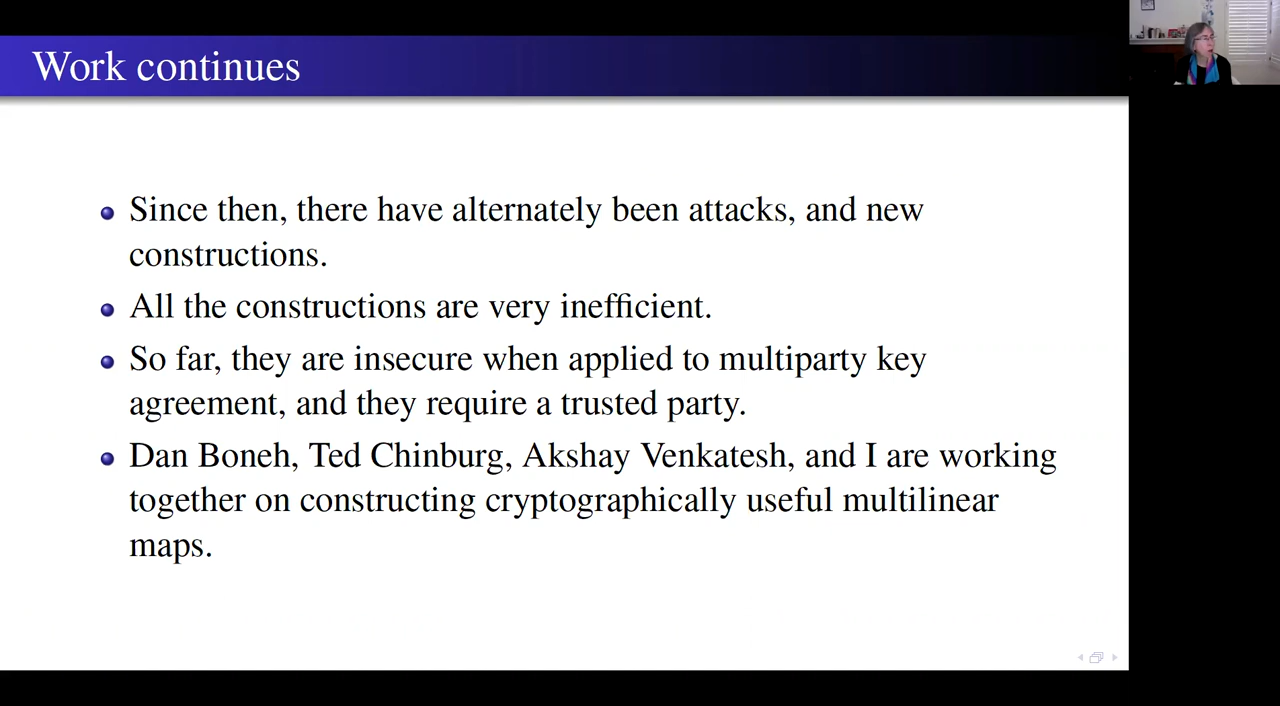 Work continues
Since then, there have alternately been attacks, and new
constructions.
All the constructions are very inefficient.
So far, they are insecure when applied to multiparty key
agreement, and they require a trusted party.
Dan Boneh, Ted Chinburg, Akshay Venkatesh, and I are working
together on constructing cryptographically useful multilinear
maps.